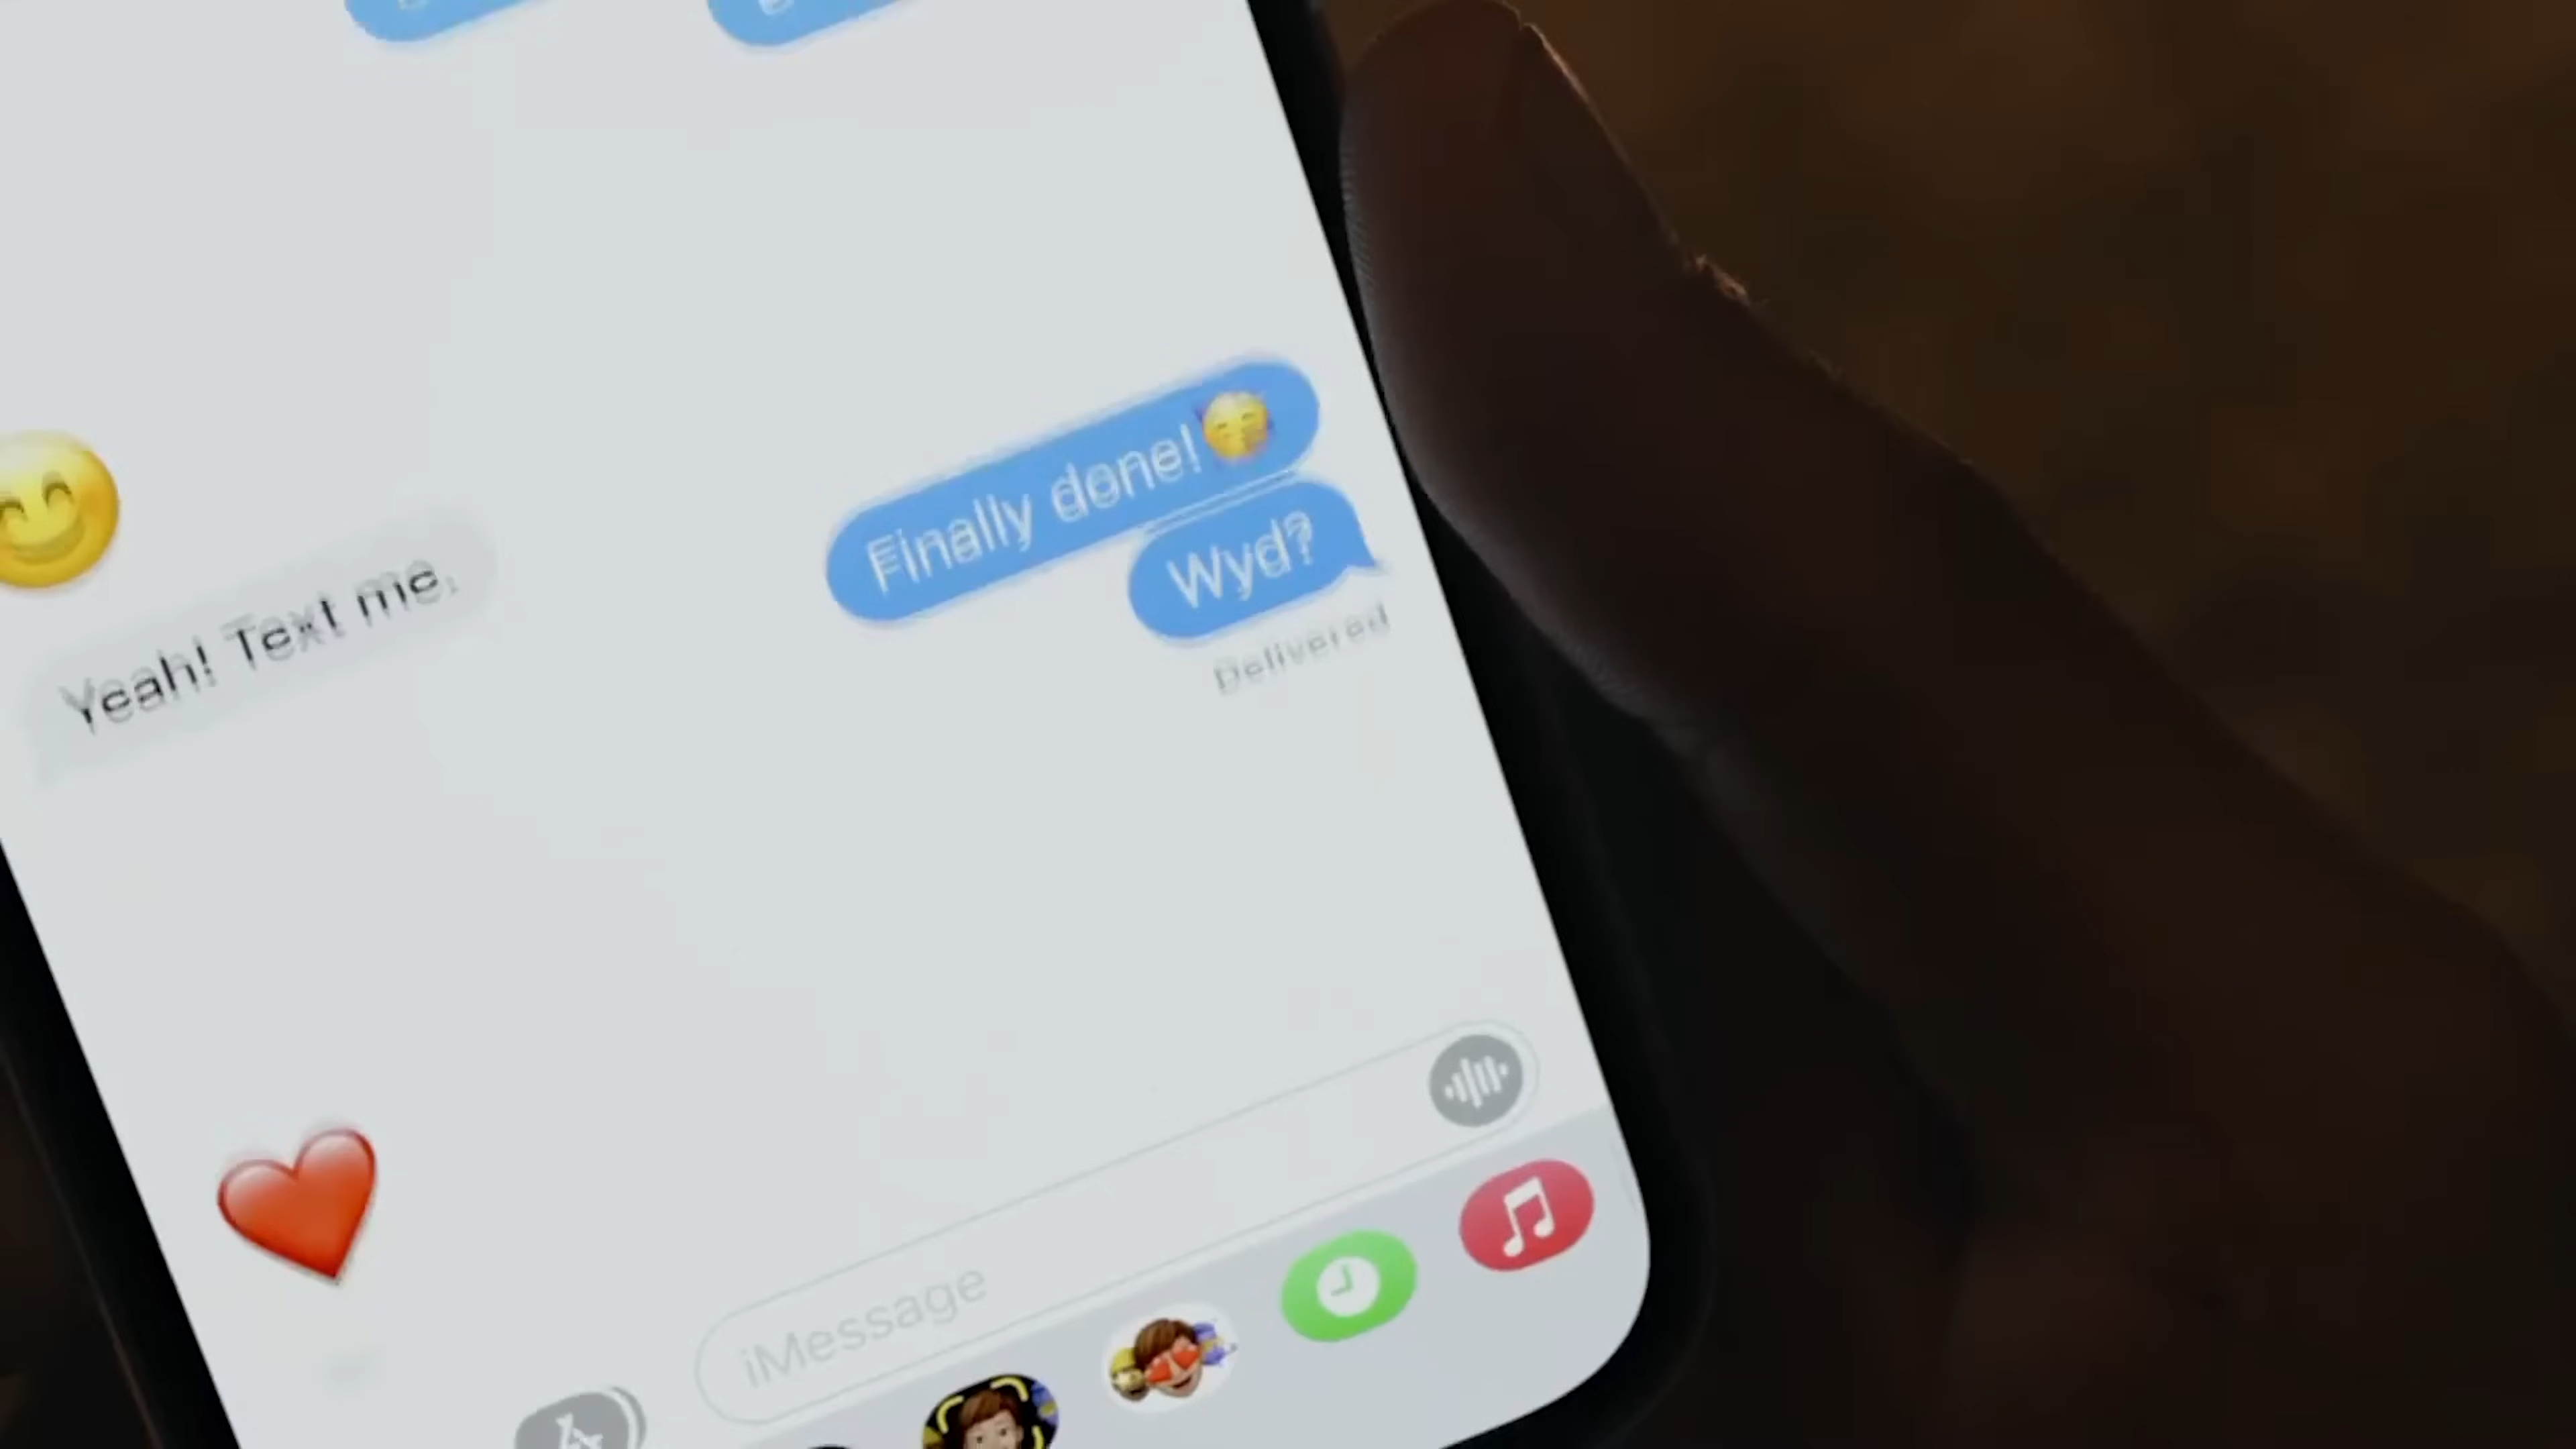 Yeah! Text me.
Finally done!🥳
Wyd?
Delivered
iMessage